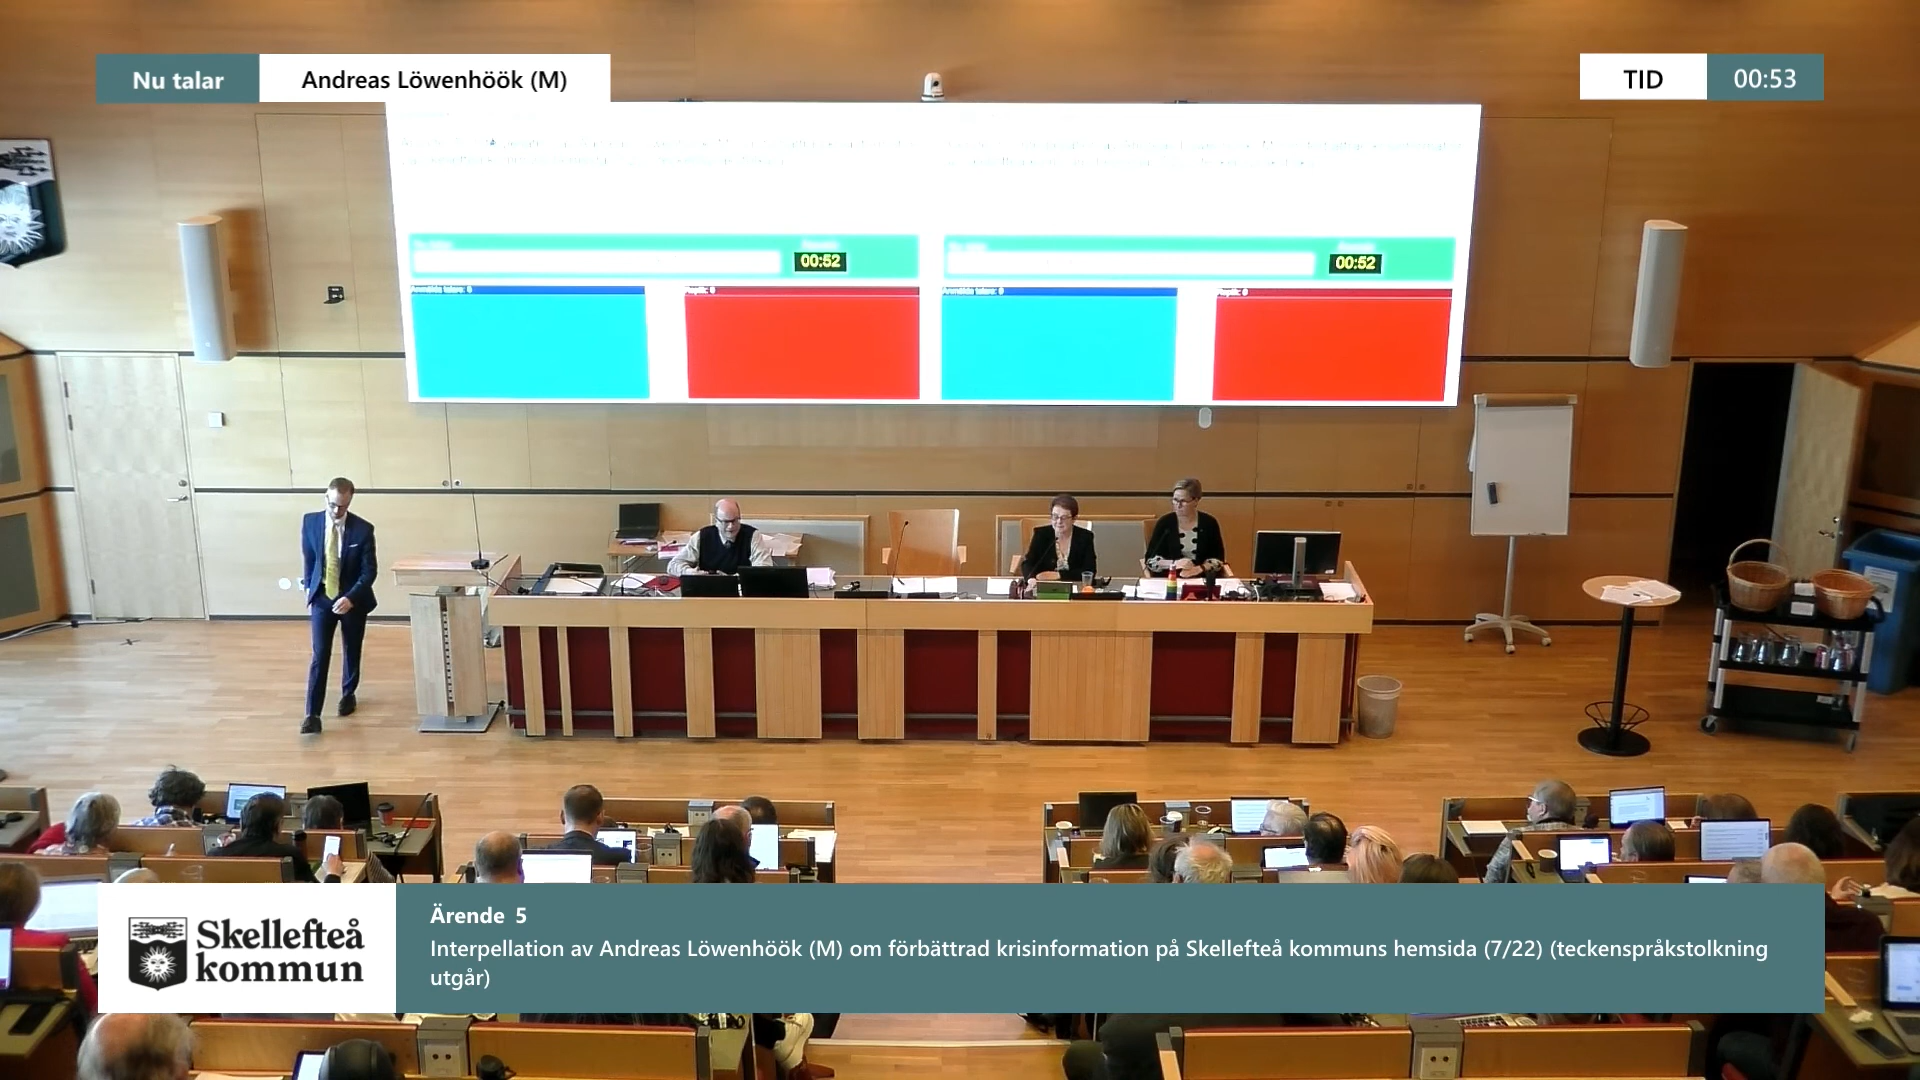 Nu talar
Andreas Löwenhöök (M)
TID
00:53
00:52
00:52
Skellefteå
kommun
Ärende 5
Interpellation av Andreas Löwenhöök (M) om förbättrad krisinformation på Skellefteå kommuns hemsida (7/22) (teckenspråkstolkning
utgår)